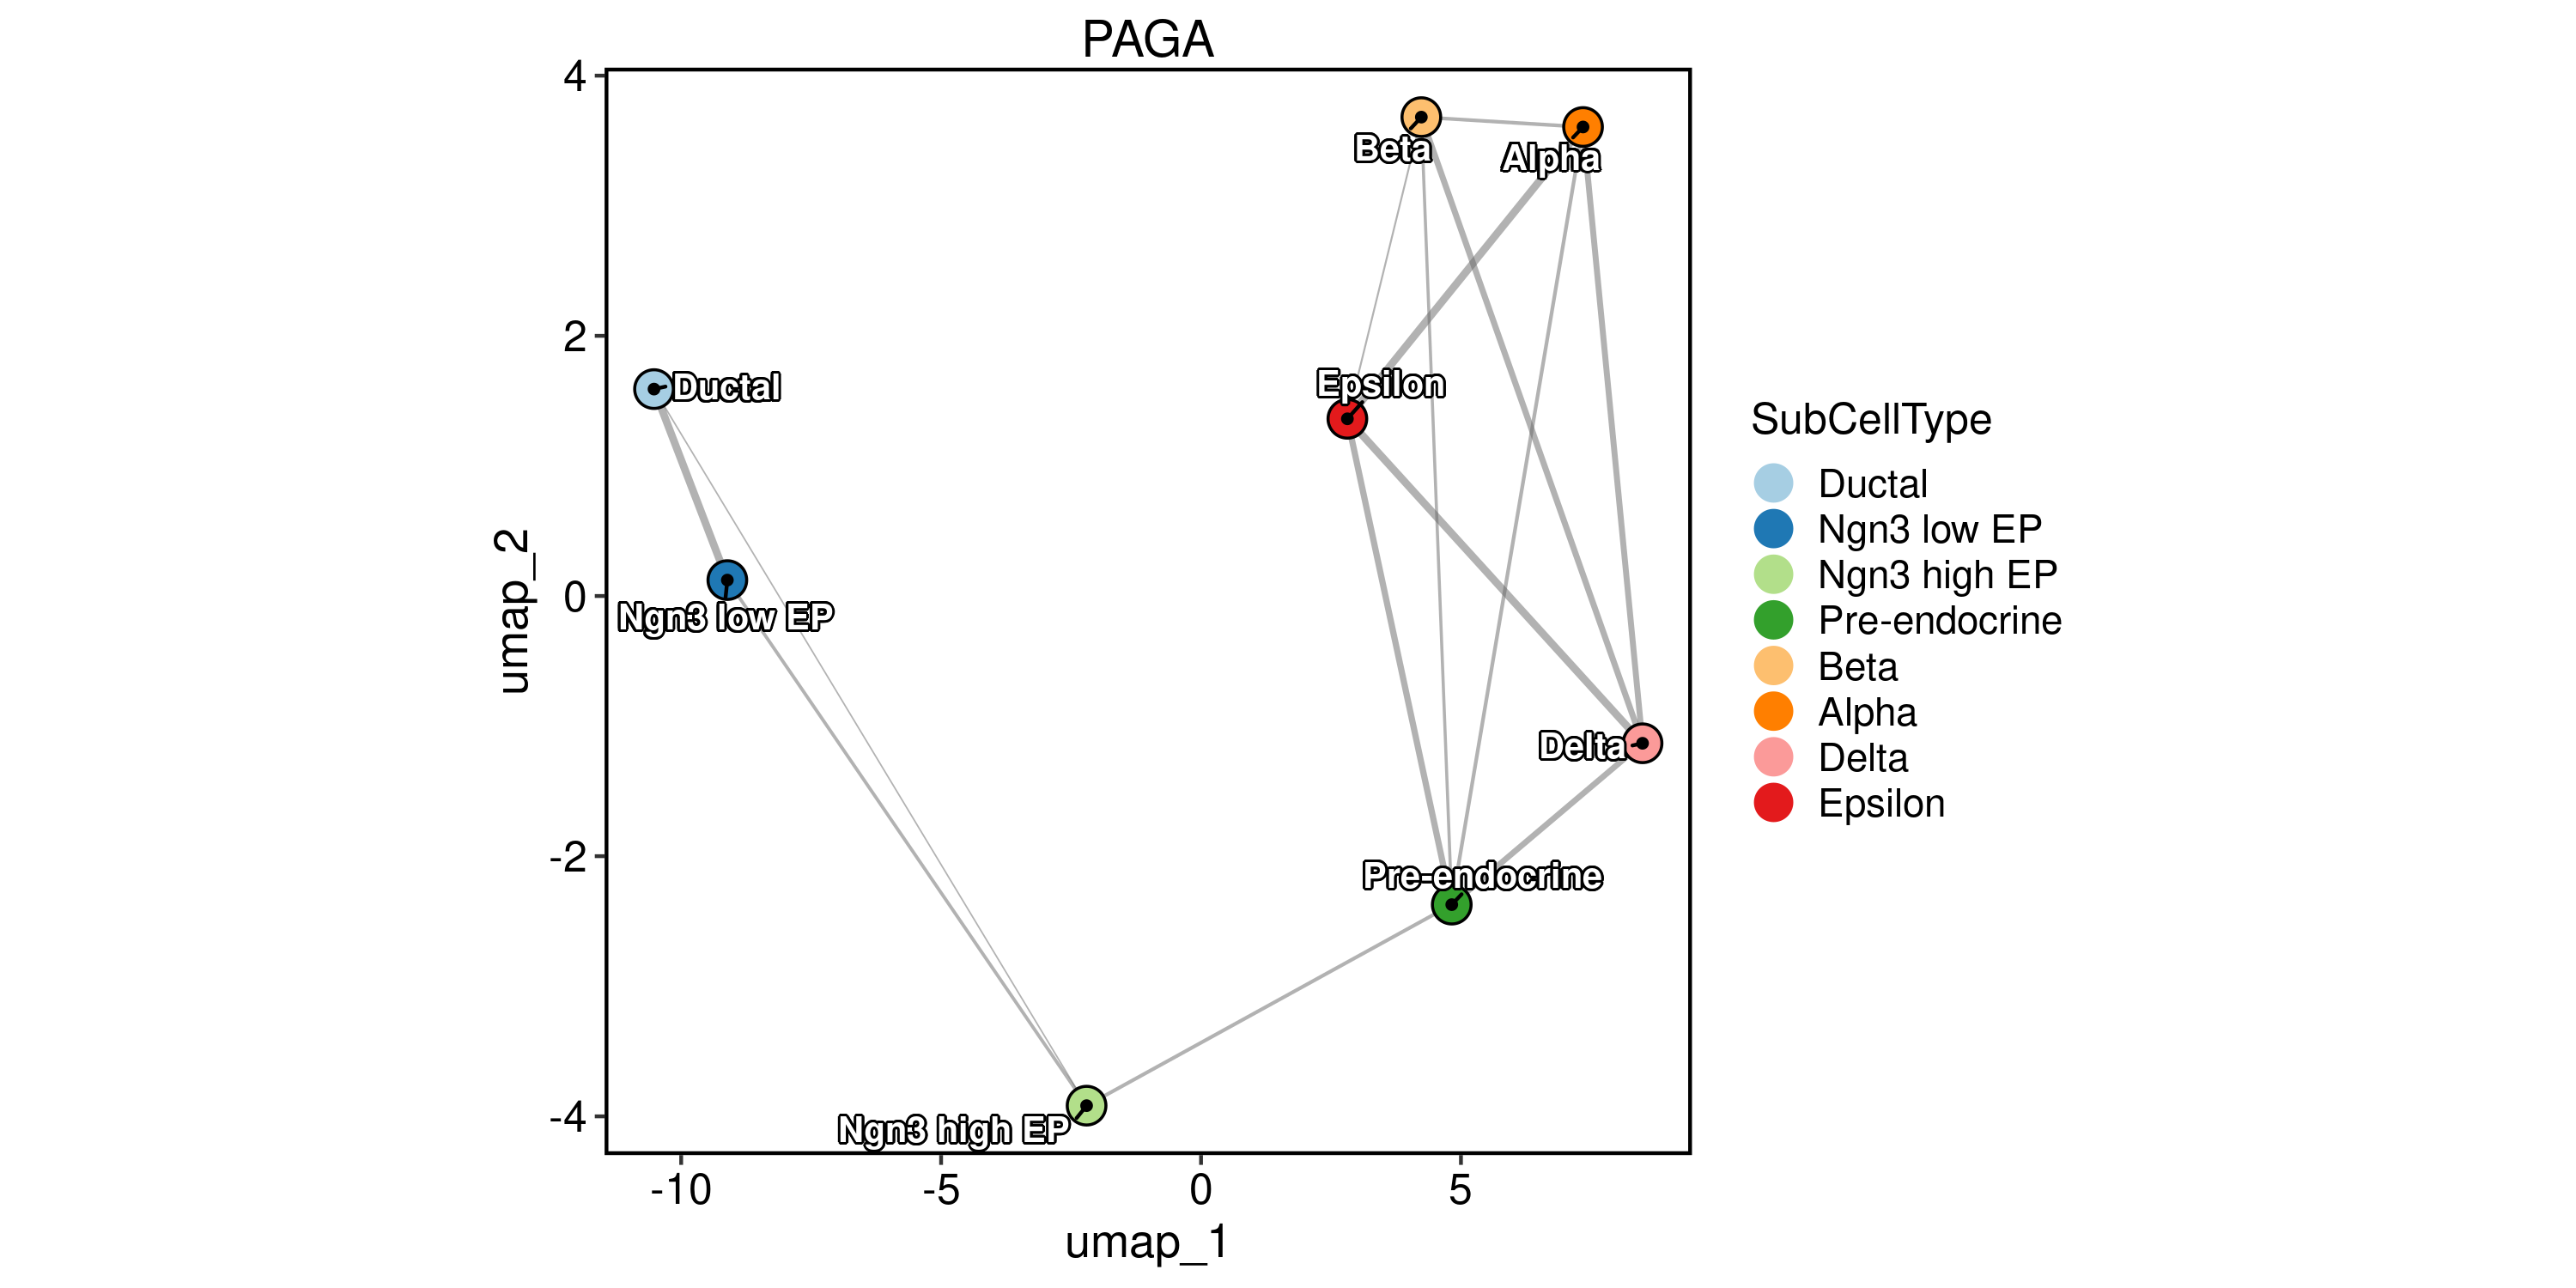 PAGA
4
2
0
-2
-4
umap_2
Beta
Alpha
Ductal
Epsilon
Ngn3 low EP
Delta
Pre-endocrine
Ngn3 high EP
-10
-5
0
5
umap_1
SubCellType
Ductal
Ngn3 low EP
Ngn3 high EP
Pre-endocrine
Beta
Alpha
Delta
Epsilon